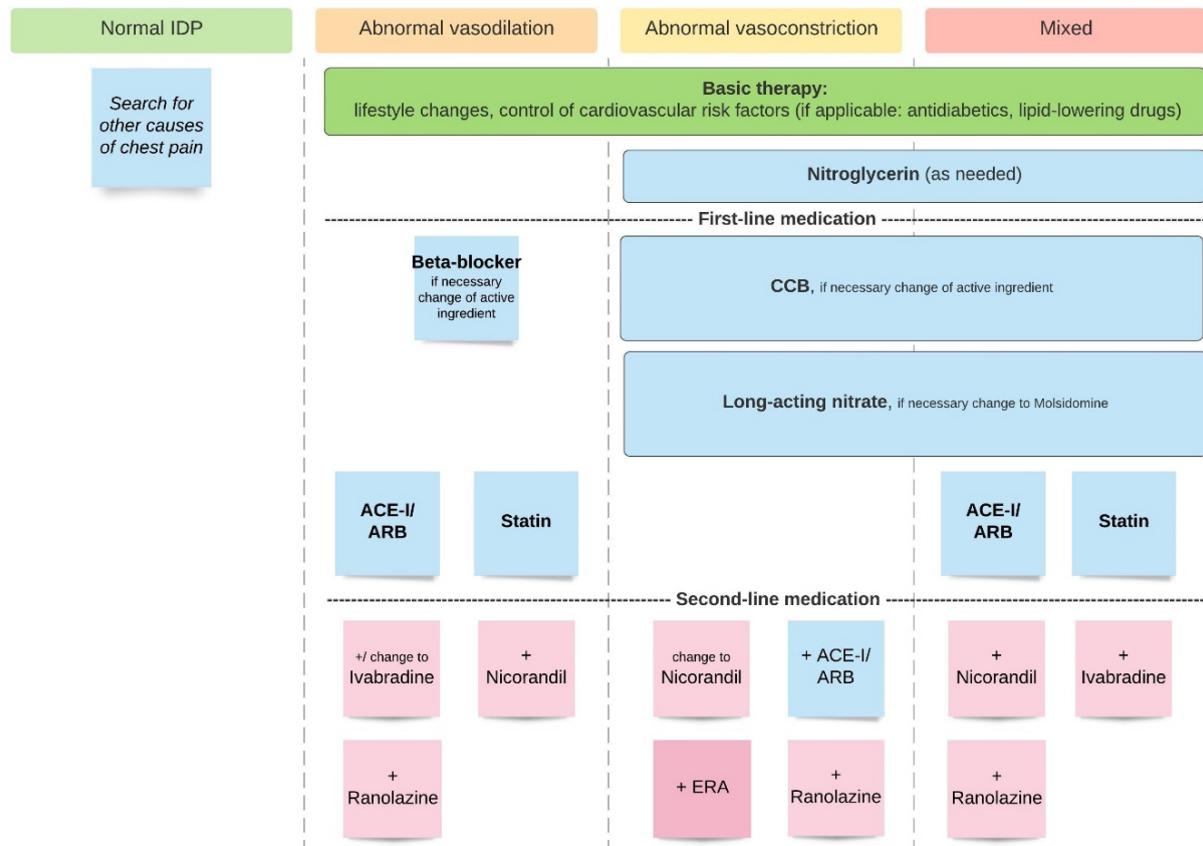 Normal IDP
Abnormal vasodilation
Abnormal vasoconstriction
Mixed
Search for
other causes
of chest pain
Basic therapy:
lifestyle changes, control of cardiovascular risk factors (if applicable: antidiabetics, lipid-lowering drugs)
Nitroglycerin (as needed)
First-line medication
Beta-blocker
if necessary
change of active
ingredient
CCB, if necessary change of active ingredient
Long-acting nitrate, if necessary change to Molsidomine
ACE-I/
ARB
Statin
ACE-I/
ARB
Statin
Second-line medication
+/ change to
Ivabradine
+
Nicorandil
change to
Nicorandil
+ ACE-I/
ARB
+
Nicorandil
+
Ivabradine
+
Ranolazine
+ ERA
+
Ranolazine
+
Ranolazine